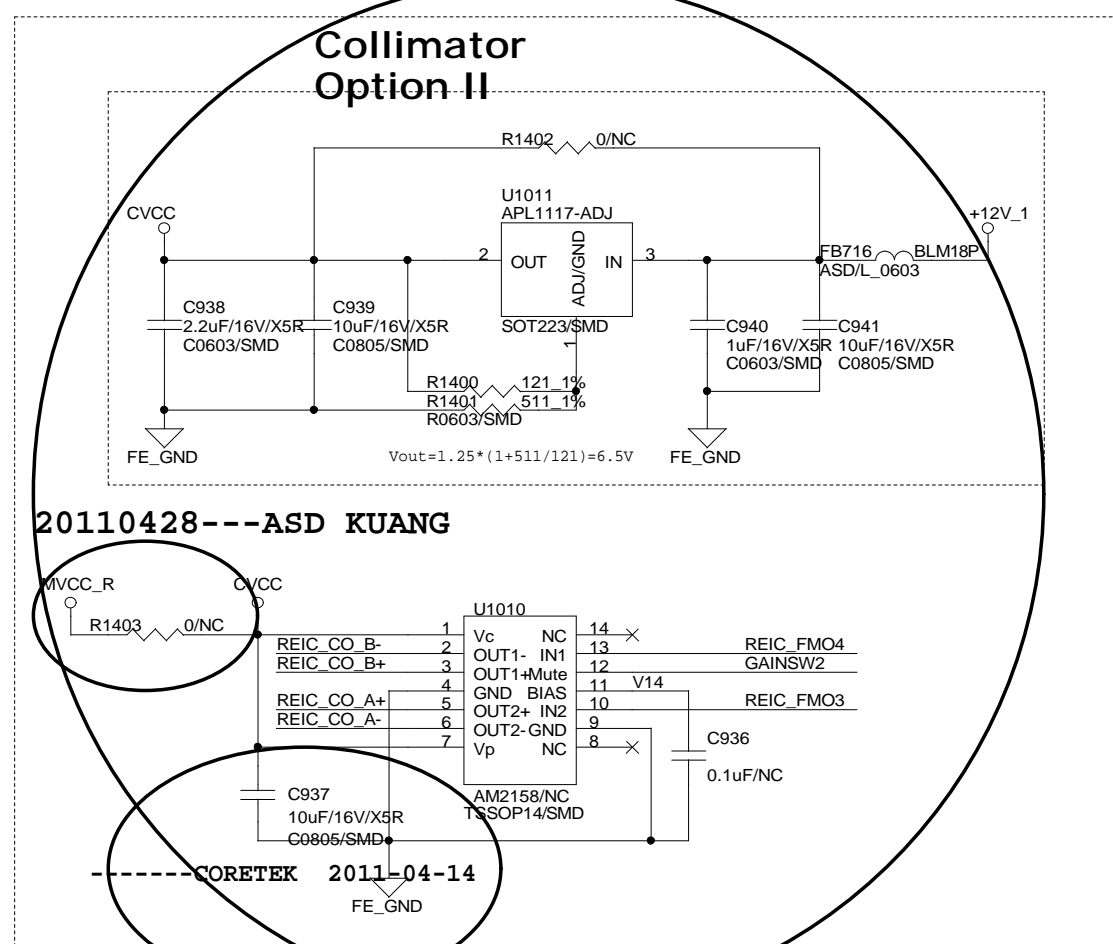 Collimator
Option II
R1402 0/NC
U1011
APL1117-ADJ
CVCC
+12V_1
2 OUT ADJ/GND IN 3
FB716 BLM18P
ASD/L_0603
C938
2.2uF/16V/X5R
C0603/SMD
C939
10uF/16V/X5R
C0805/SMD
SOT223/SMD
1
C940
1uF/16V/X5R
C0603/SMD
C941
10uF/16V/X5R
C0805/SMD
R1400 121_1%
R1401 511_1%
R0603/SMD
FE_GND
Vout=1.25*(1+511/121)=6.5V
FE_GND
20110428---ASD KUANG
MVCC_R
CVCC
R1403 0/NC
U1010
1 Vc NC 14
REIC_CO_B- 2 OUT1- IN1 13 REIC_FMO4
REIC_CO_B+ 3 OUT1+ Mute 12 GAINSW2
4 GND BIAS 11 V14
REIC_CO_A+ 5 OUT2+ IN2 10 REIC_FMO3
REIC_CO_A- 6 OUT2- GND 9
7 Vp NC 8
C936
0.1uF/NC
C937
10uF/16V/X5R
C0805/SMD
AM2158/NC
TSSOP14/SMD
-------CORETEK 2011-04-14
FE_GND